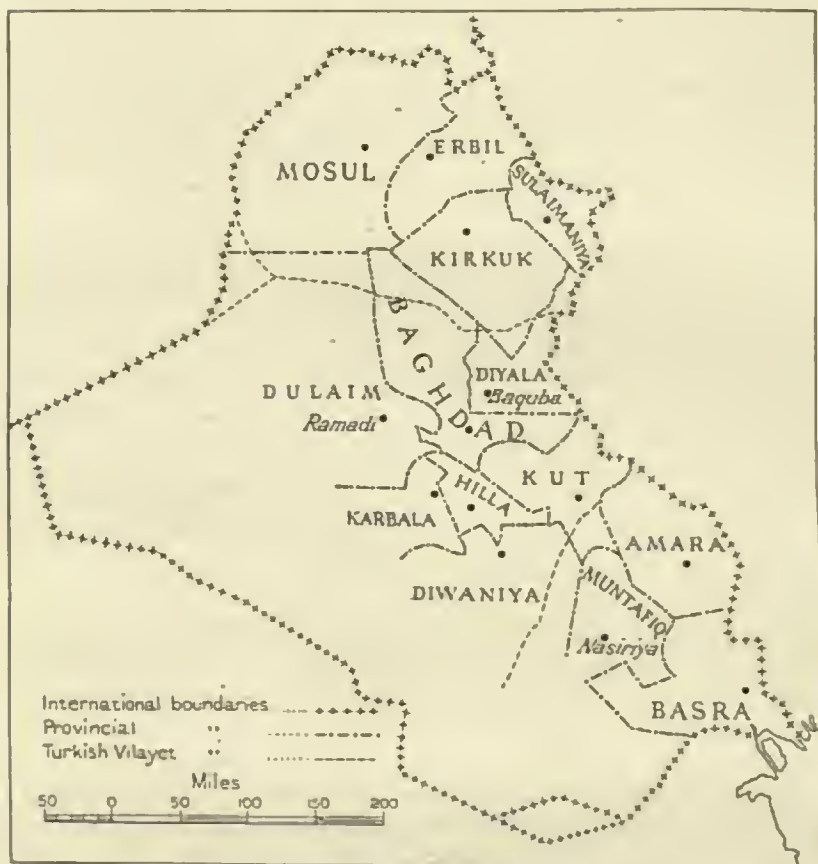 ERBIL
MOSUL
SULAIMANIYA
KIRKUK
BAGHDAD
DIYALA
Baquba
DULAIM
Ramadi
KUT
HILLA
KARBALA
AMARA
DIWANIYA
MUNTAFIQ
Nasiriya
BASRA
International boundaries
Provincial "
Turkish Vilayet "
Miles
50 0 50 100 150 200